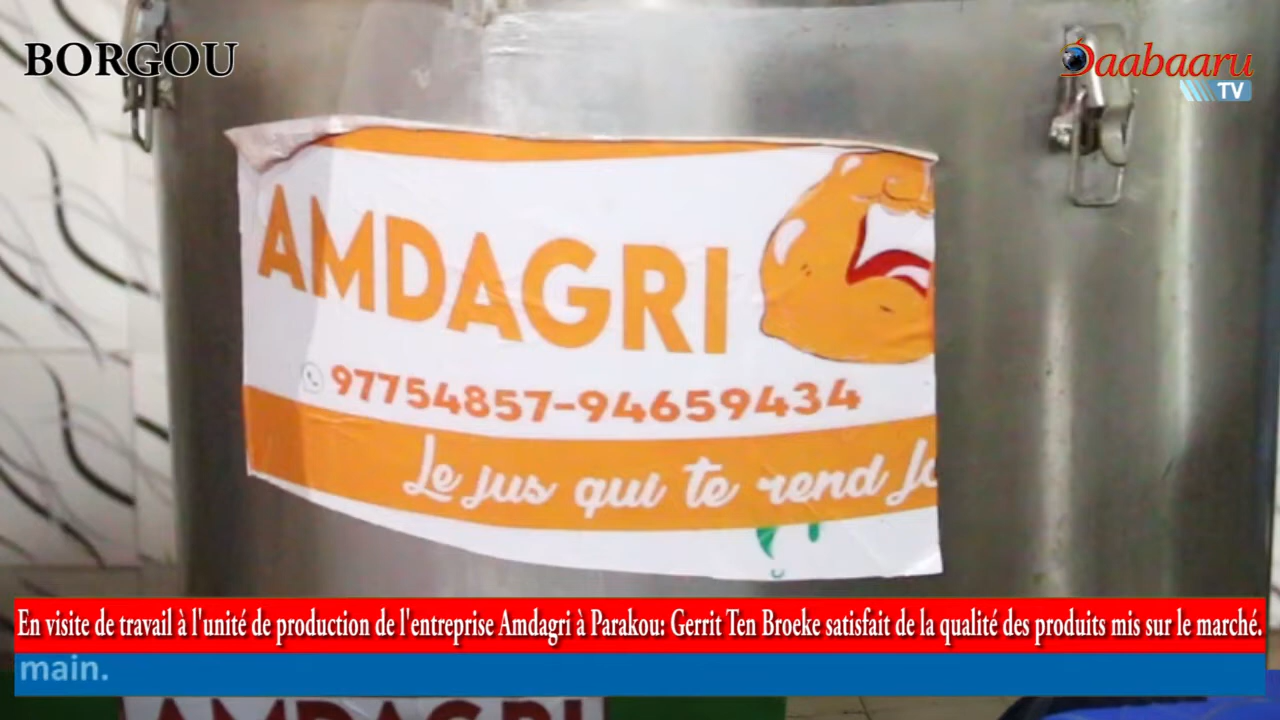 BORGOU
Daabaaru
TV
AMDAGRI
97754857-94659434
Le jus qui te rend
En visite de travail à l'unité de production de l'entreprise Amdagri à Parakou: Gerrit Ten Broeke satisfait de la qualité des produits mis sur le marché.
main.
AMDAGRI